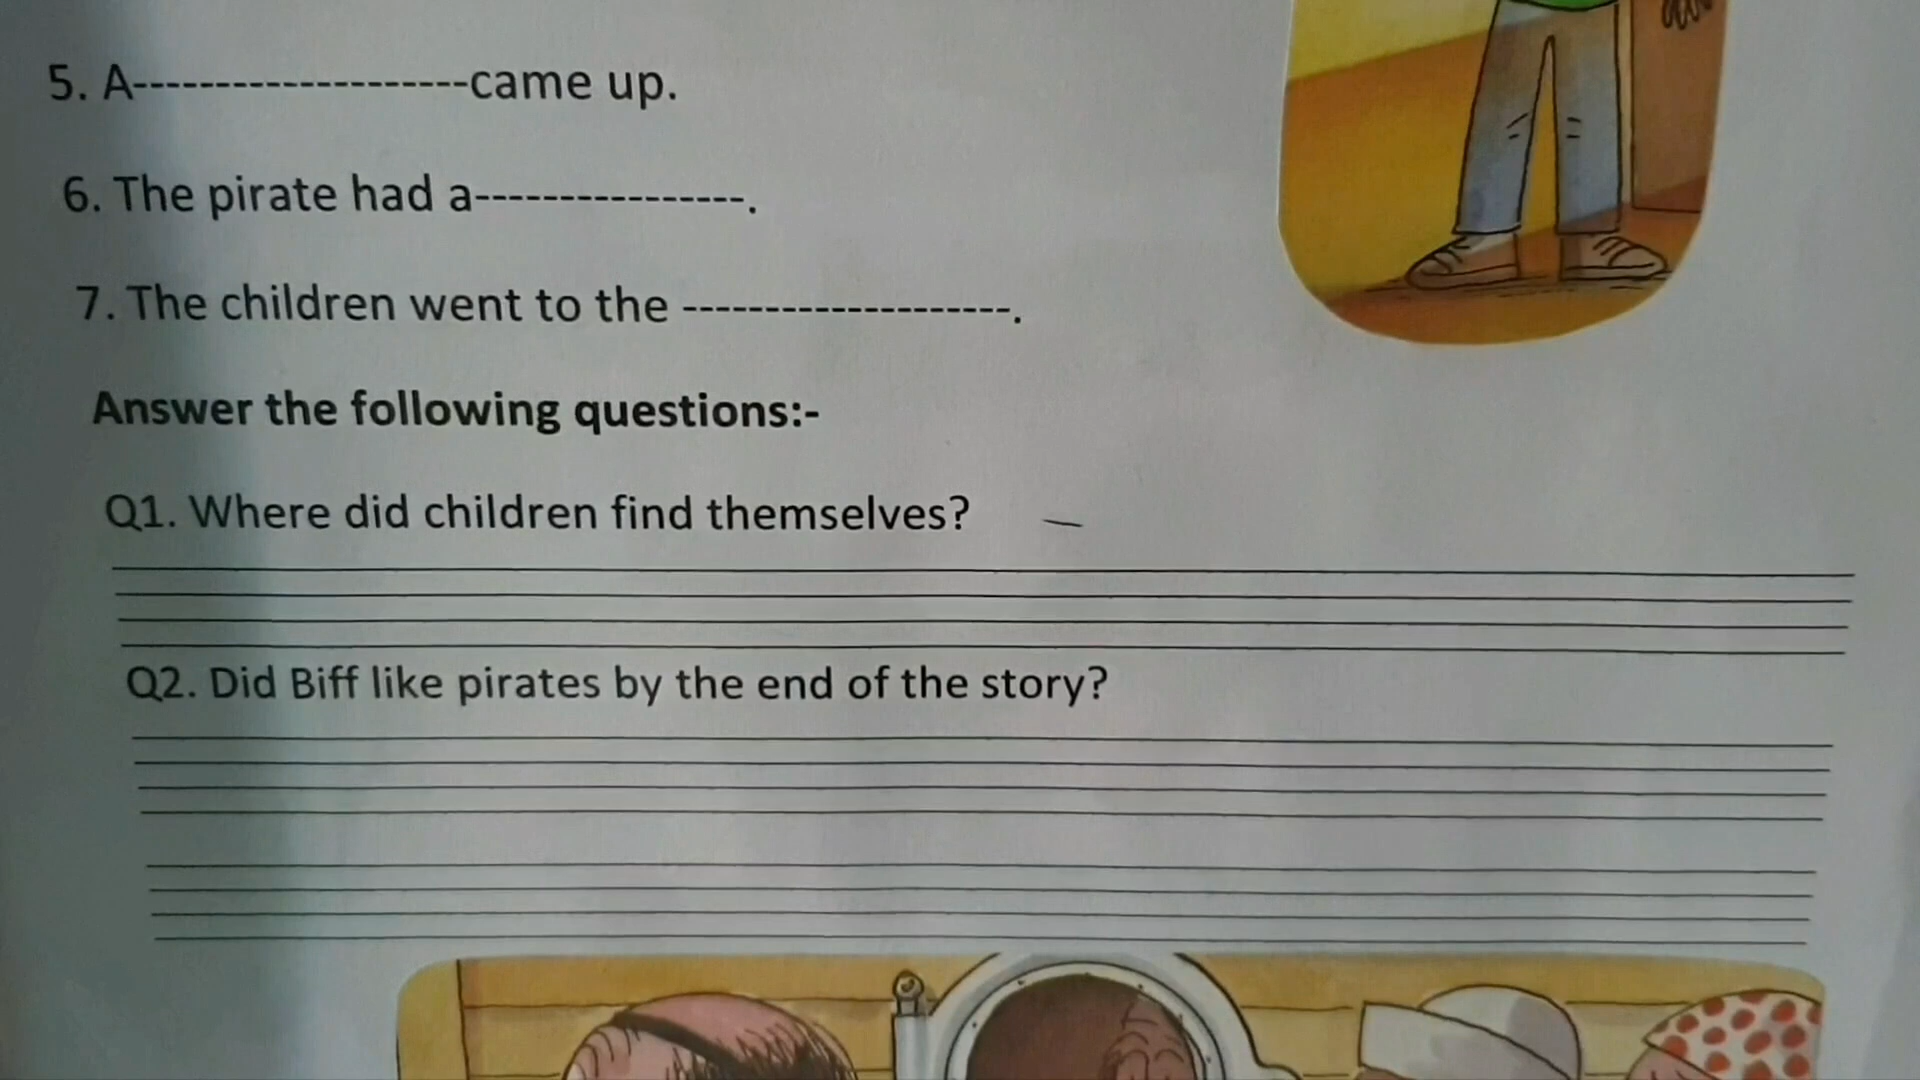 5. A--------------------came up.
6. The pirate had a----------------.
7. The children went to the --------------------.
Answer the following questions:-
Q1. Where did children find themselves?
Q2. Did Biff like pirates by the end of the story?